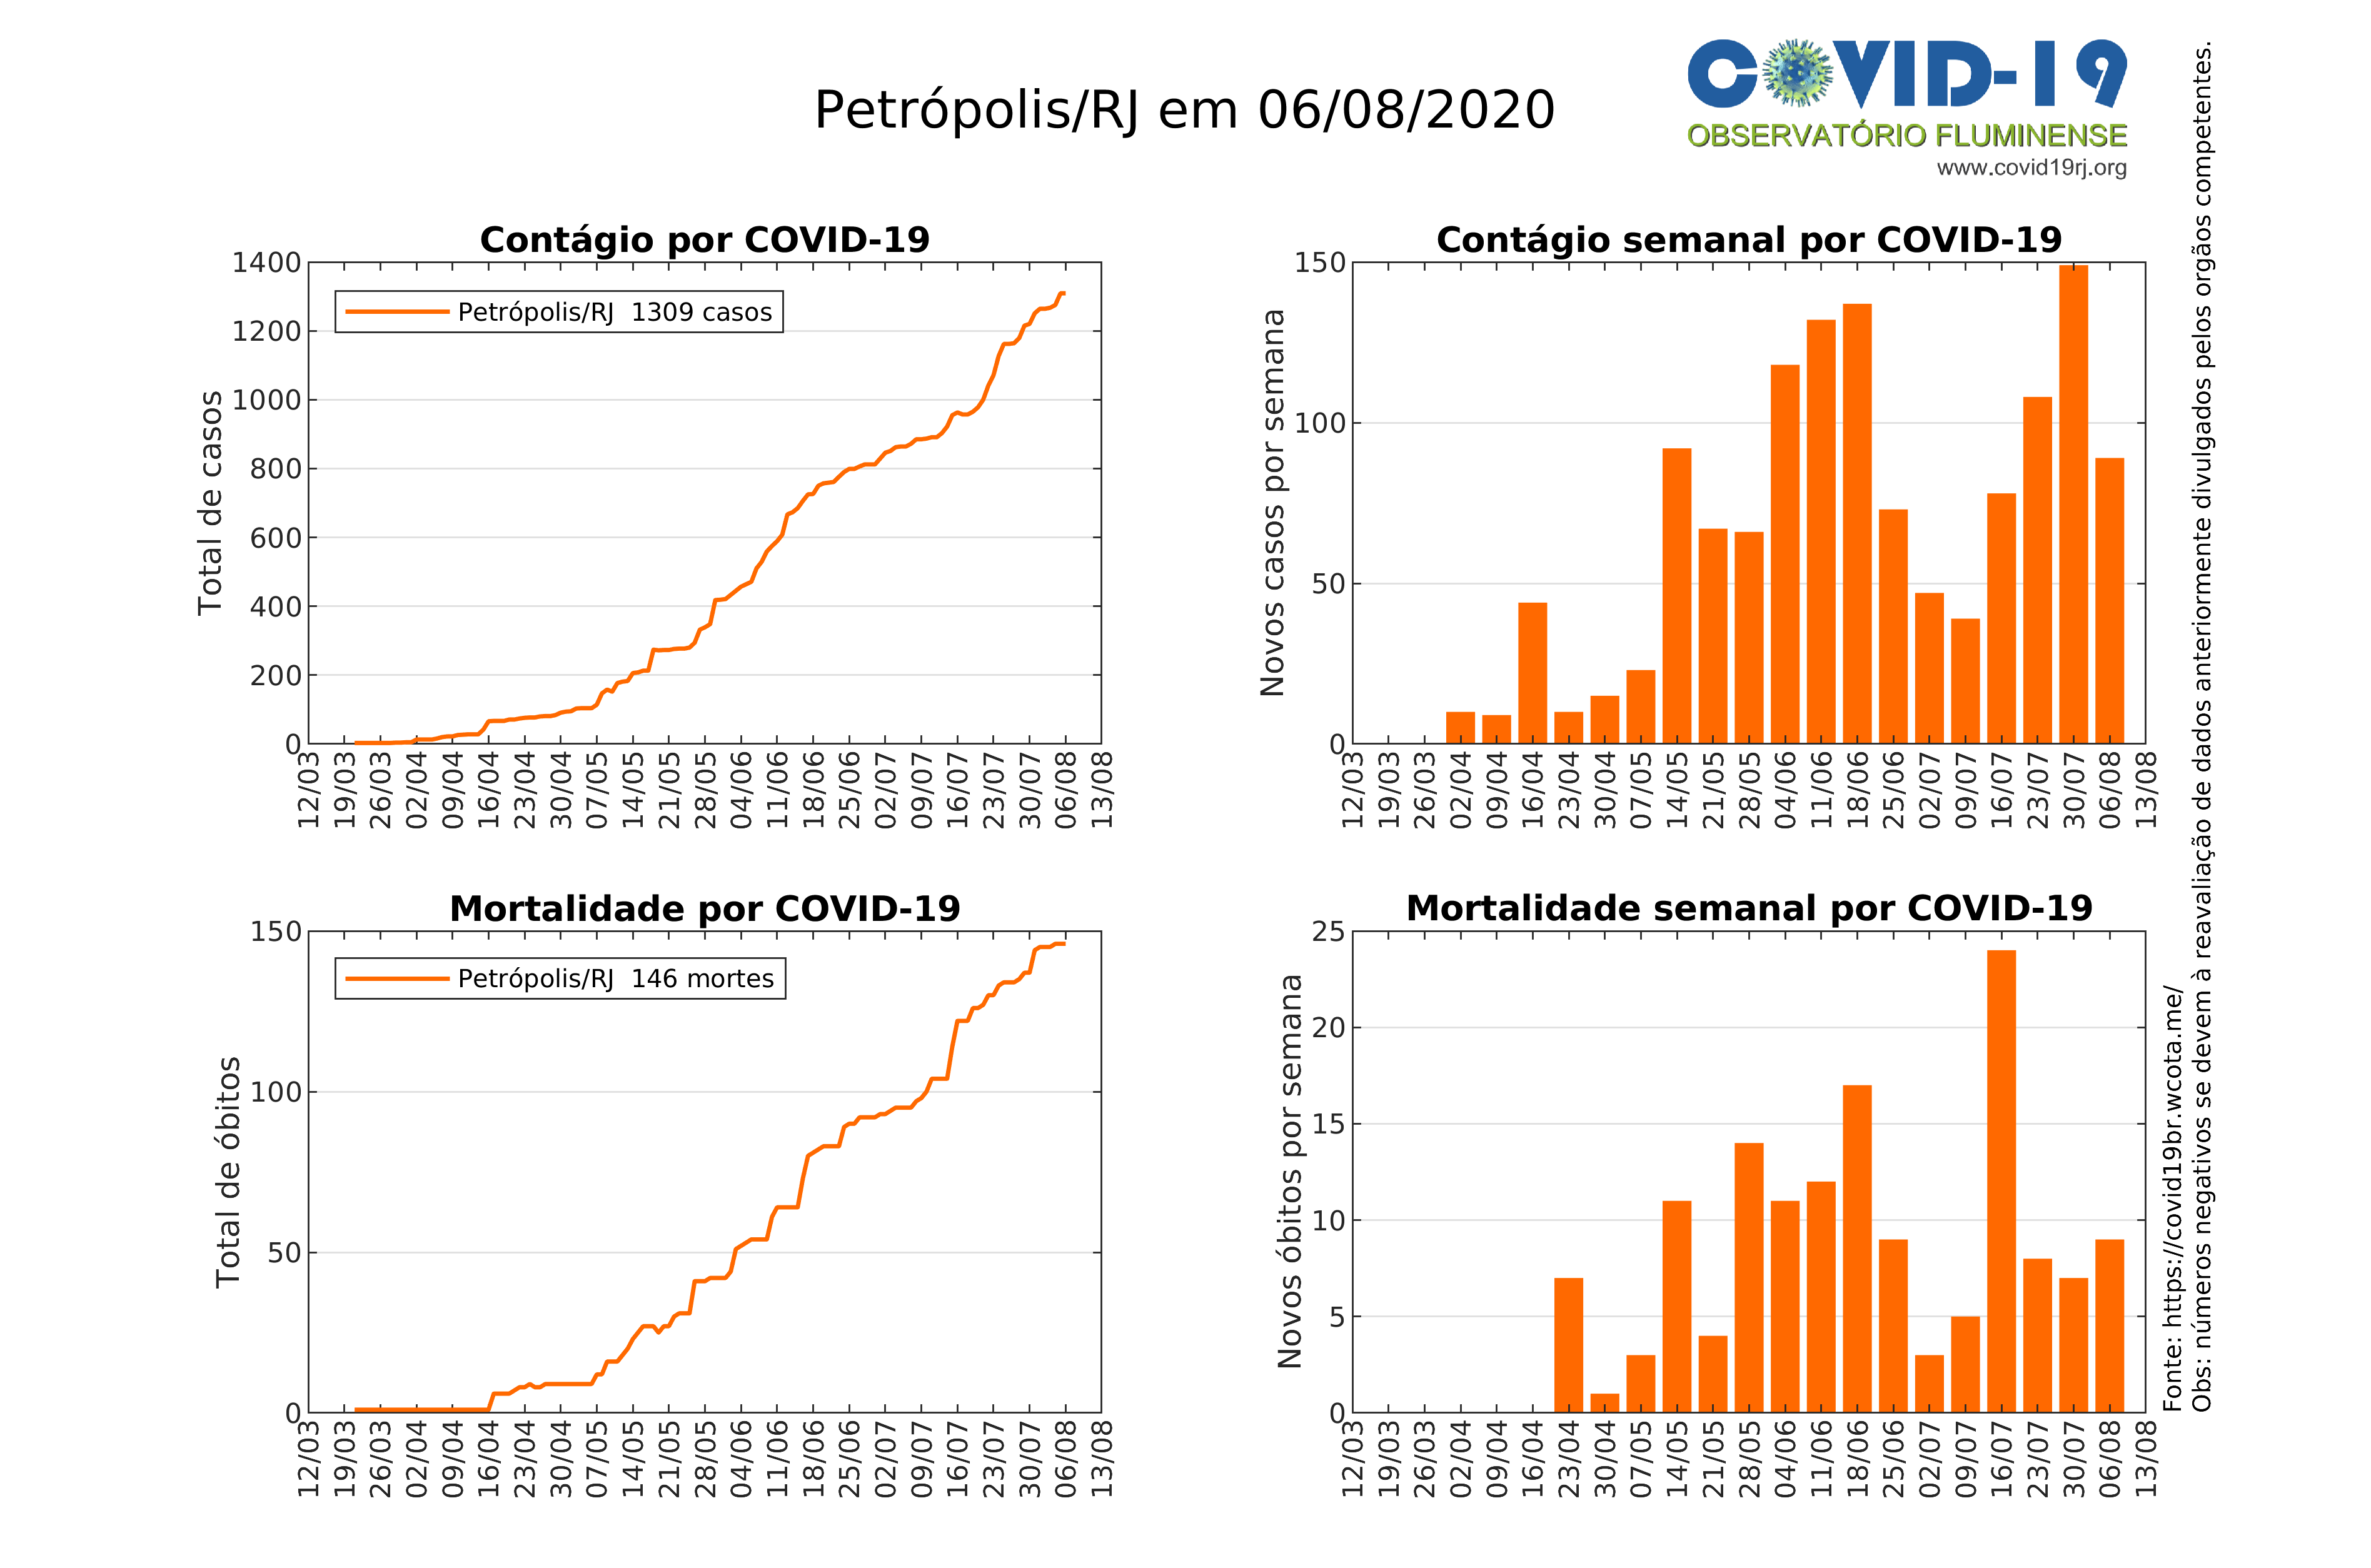 Petrópolis/RJ em 06/08/2020
COVID-19
OBSERVATÓRIO FLUMINENSE
www.covid19rj.org
Contágio por COVID-19
Total de casos
1400
1200
1000
800
600
400
200
0
Petrópolis/RJ 1309 casos
12/03 19/03 26/03 02/04 09/04 16/04 23/04 30/04 07/05 14/05 21/05 28/05 04/06 11/06 18/06 25/06 02/07 09/07 16/07 23/07 30/07 06/08 13/08
Contágio semanal por COVID-19
Novos casos por semana
150
100
50
0
12/03 19/03 26/03 02/04 09/04 16/04 23/04 30/04 07/05 14/05 21/05 28/05 04/06 11/06 18/06 25/06 02/07 09/07 16/07 23/07 30/07 06/08 13/08
Mortalidade por COVID-19
Total de óbitos
150
100
50
0
Petrópolis/RJ 146 mortes
12/03 19/03 26/03 02/04 09/04 16/04 23/04 30/04 07/05 14/05 21/05 28/05 04/06 11/06 18/06 25/06 02/07 09/07 16/07 23/07 30/07 06/08 13/08
Mortalidade semanal por COVID-19
Novos óbitos por semana
25
20
15
10
5
0
12/03 19/03 26/03 02/04 09/04 16/04 23/04 30/04 07/05 14/05 21/05 28/05 04/06 11/06 18/06 25/06 02/07 09/07 16/07 23/07 30/07 06/08 13/08
Fonte: https://covid19br.wcota.me/
Obs: números negativos se devem à reavaliação de dados anteriormente divulgados pelos orgãos competentes.